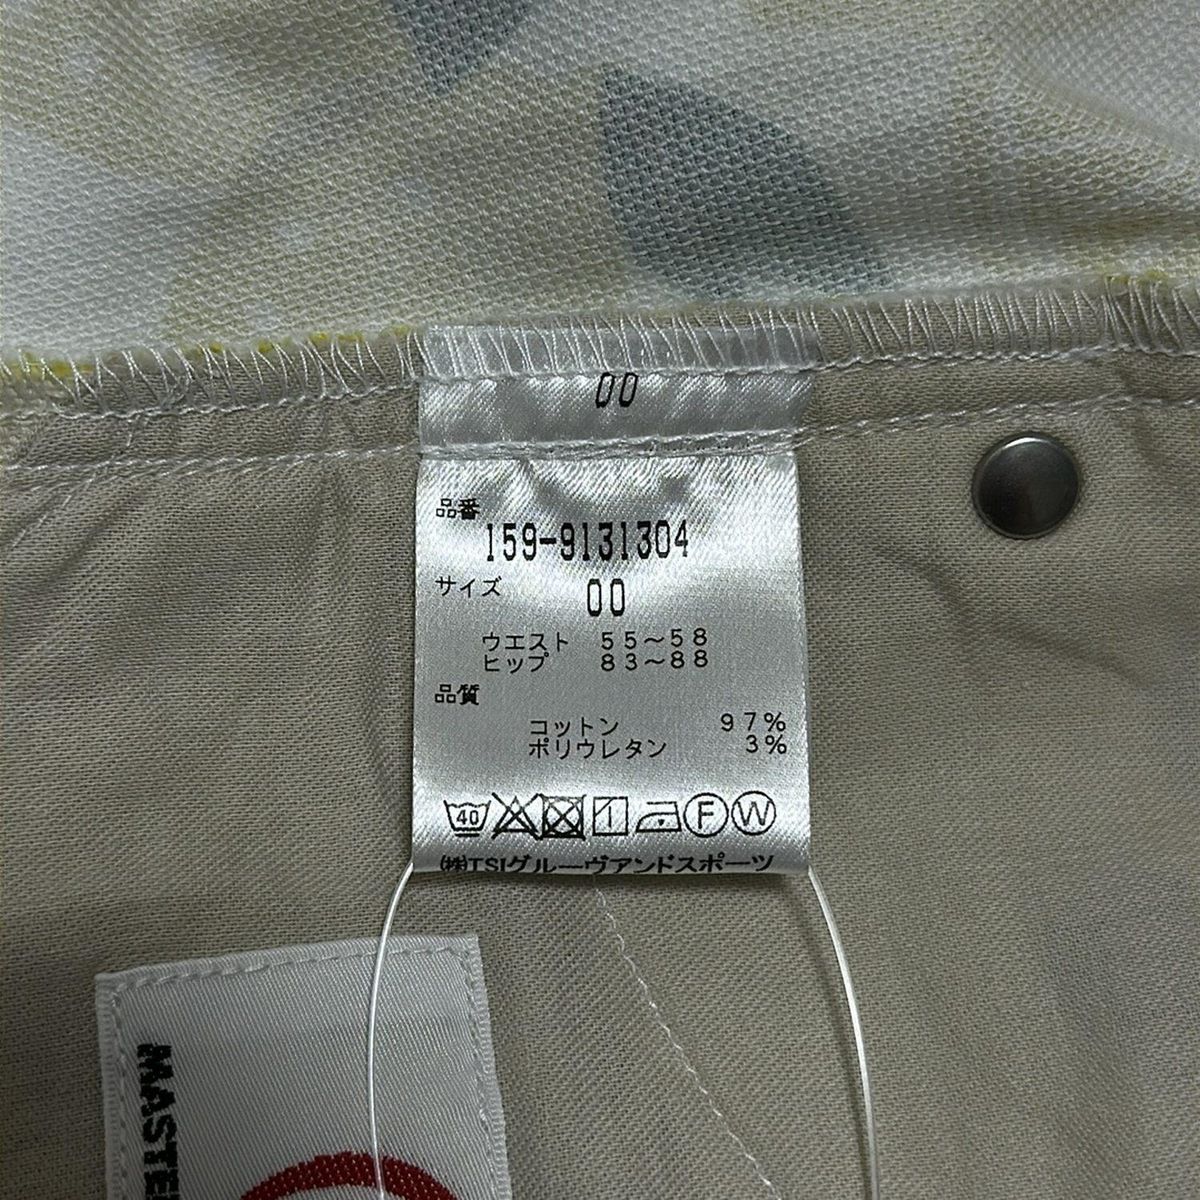 00
品番
159-9131304
サイズ
00
ウエスト 55～58
ヒップ 83～88
品質
コットン 97%
ポリウレタン 3%
40 F W
㈱TSIグルーヴアンドスポーツ
MASTE